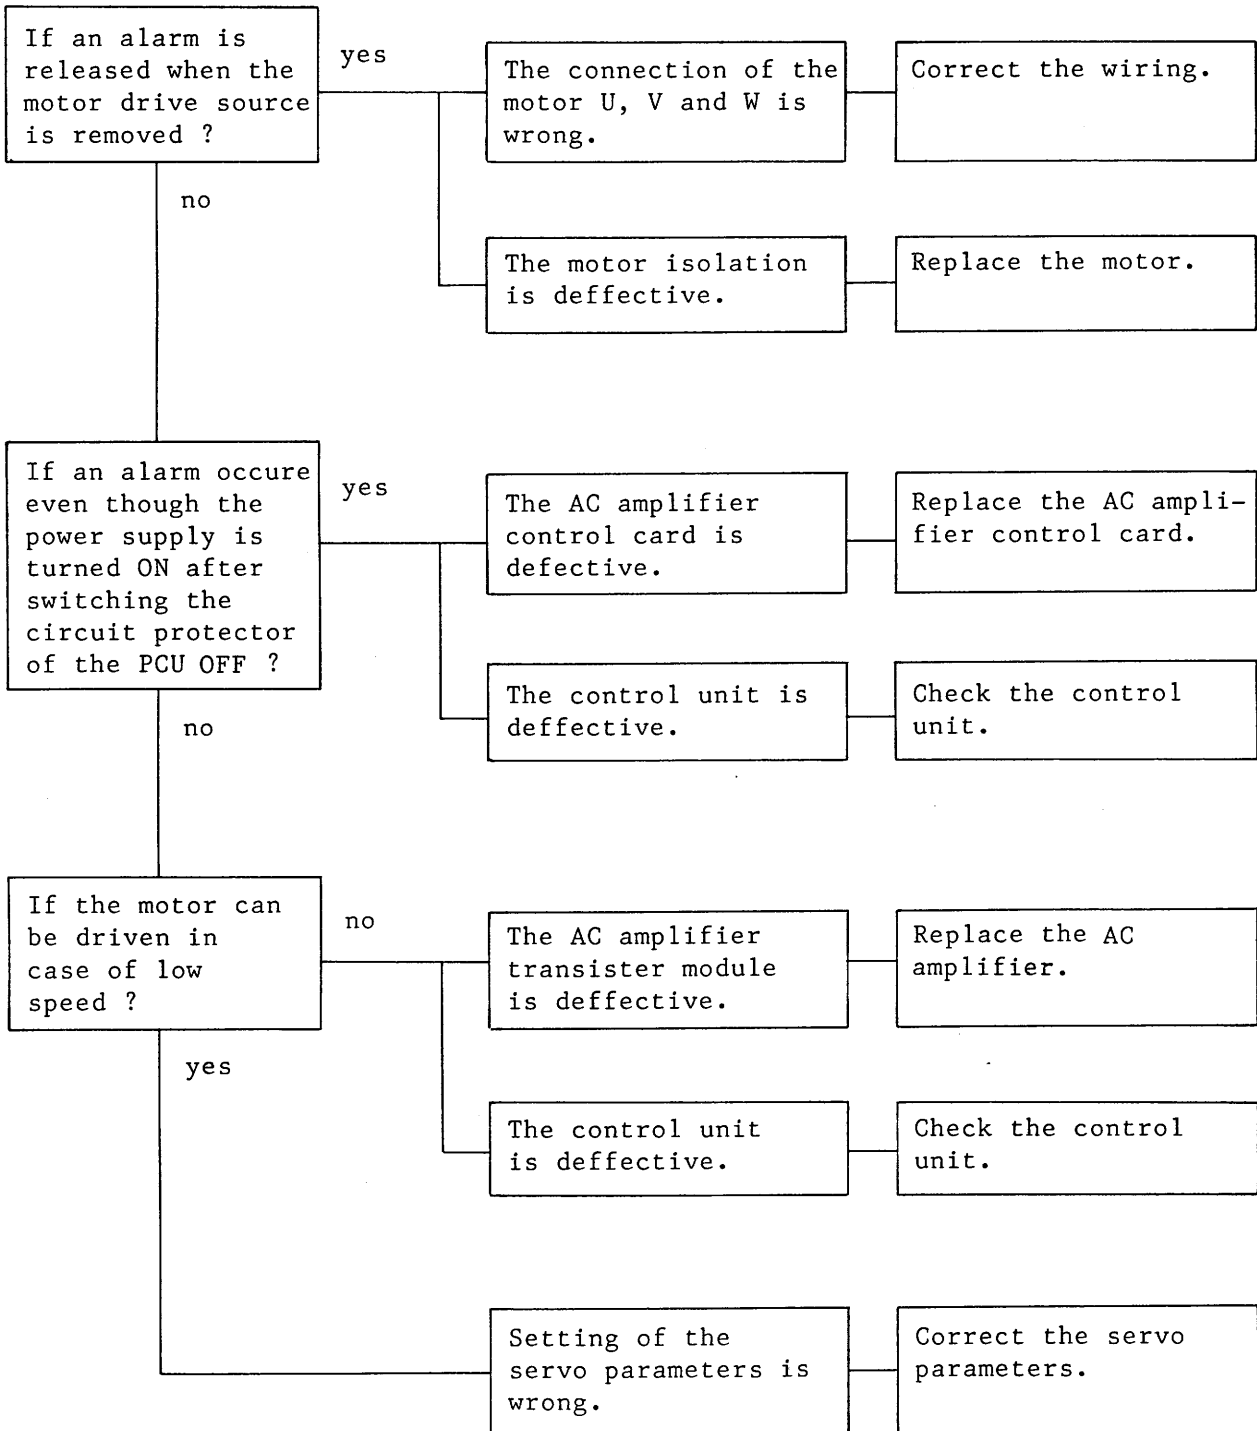 If an alarm is
released when the
motor drive source
is removed ?
yes
The connection of the
motor U, V and W is
wrong.
Correct the wiring.
no
The motor isolation
is deffective.
Replace the motor.
If an alarm occure
even though the
power supply is
turned ON after
switching the
circuit protector
of the PCU OFF ?
yes
The AC amplifier
control card is
defective.
Replace the AC ampli-
fier control card.
The control unit is
deffective.
Check the control
unit.
no
If the motor can
be driven in
case of low
speed ?
no
The AC amplifier
transister module
is deffective.
Replace the AC
amplifier.
yes
The control unit
is deffective.
Check the control
unit.
Setting of the
servo parameters is
wrong.
Correct the servo
parameters.